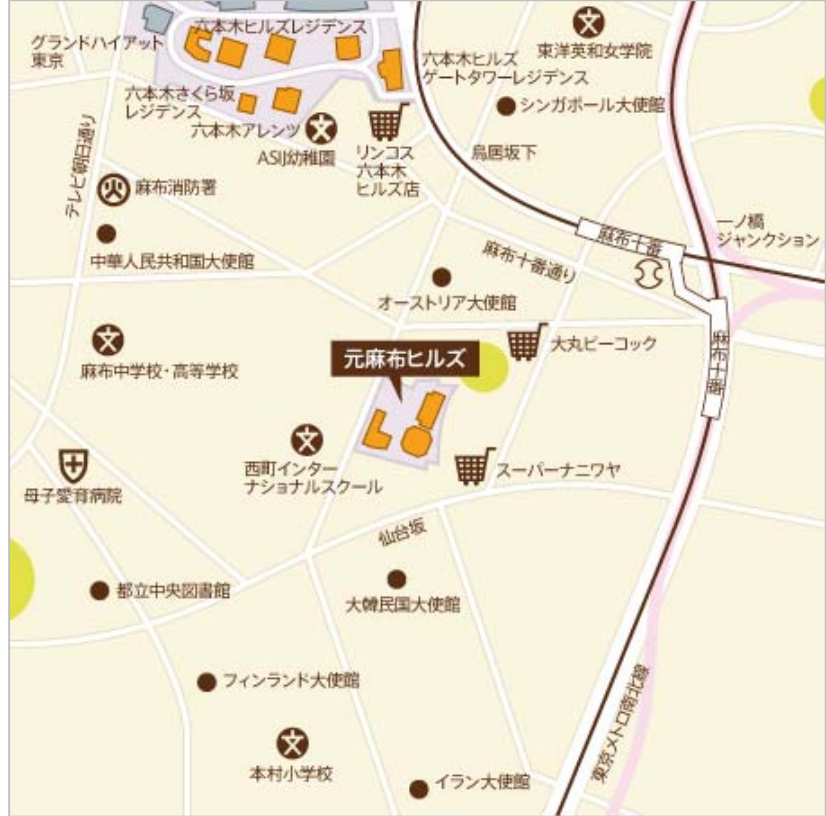 六本木ヒルズレジデンス
グランドハイアット
東京
六本木ヒルズ
ゲートタワーレジデンス
東洋英和女学院
六本木さくら坂
レジデンス
シンガポール大使館
六本木アレンツ
ASIJ幼稚園
リンコス
六本木
ヒルズ店
鳥居坂下
テレビ朝日通り
麻布消防署
一ノ橋
ジャンクション
麻布十番
中華人民共和国大使館
麻布十番通り
オーストリア大使館
大丸ピーコック
麻布十番
元麻布ヒルズ
麻布中学校・高等学校
西町インター
ナショナルスクール
スーパーナニワヤ
母子愛育病院
仙台坂
都立中央図書館
大韓民国大使館
フィンランド大使館
東京メトロ南北線
本村小学校
イラン大使館